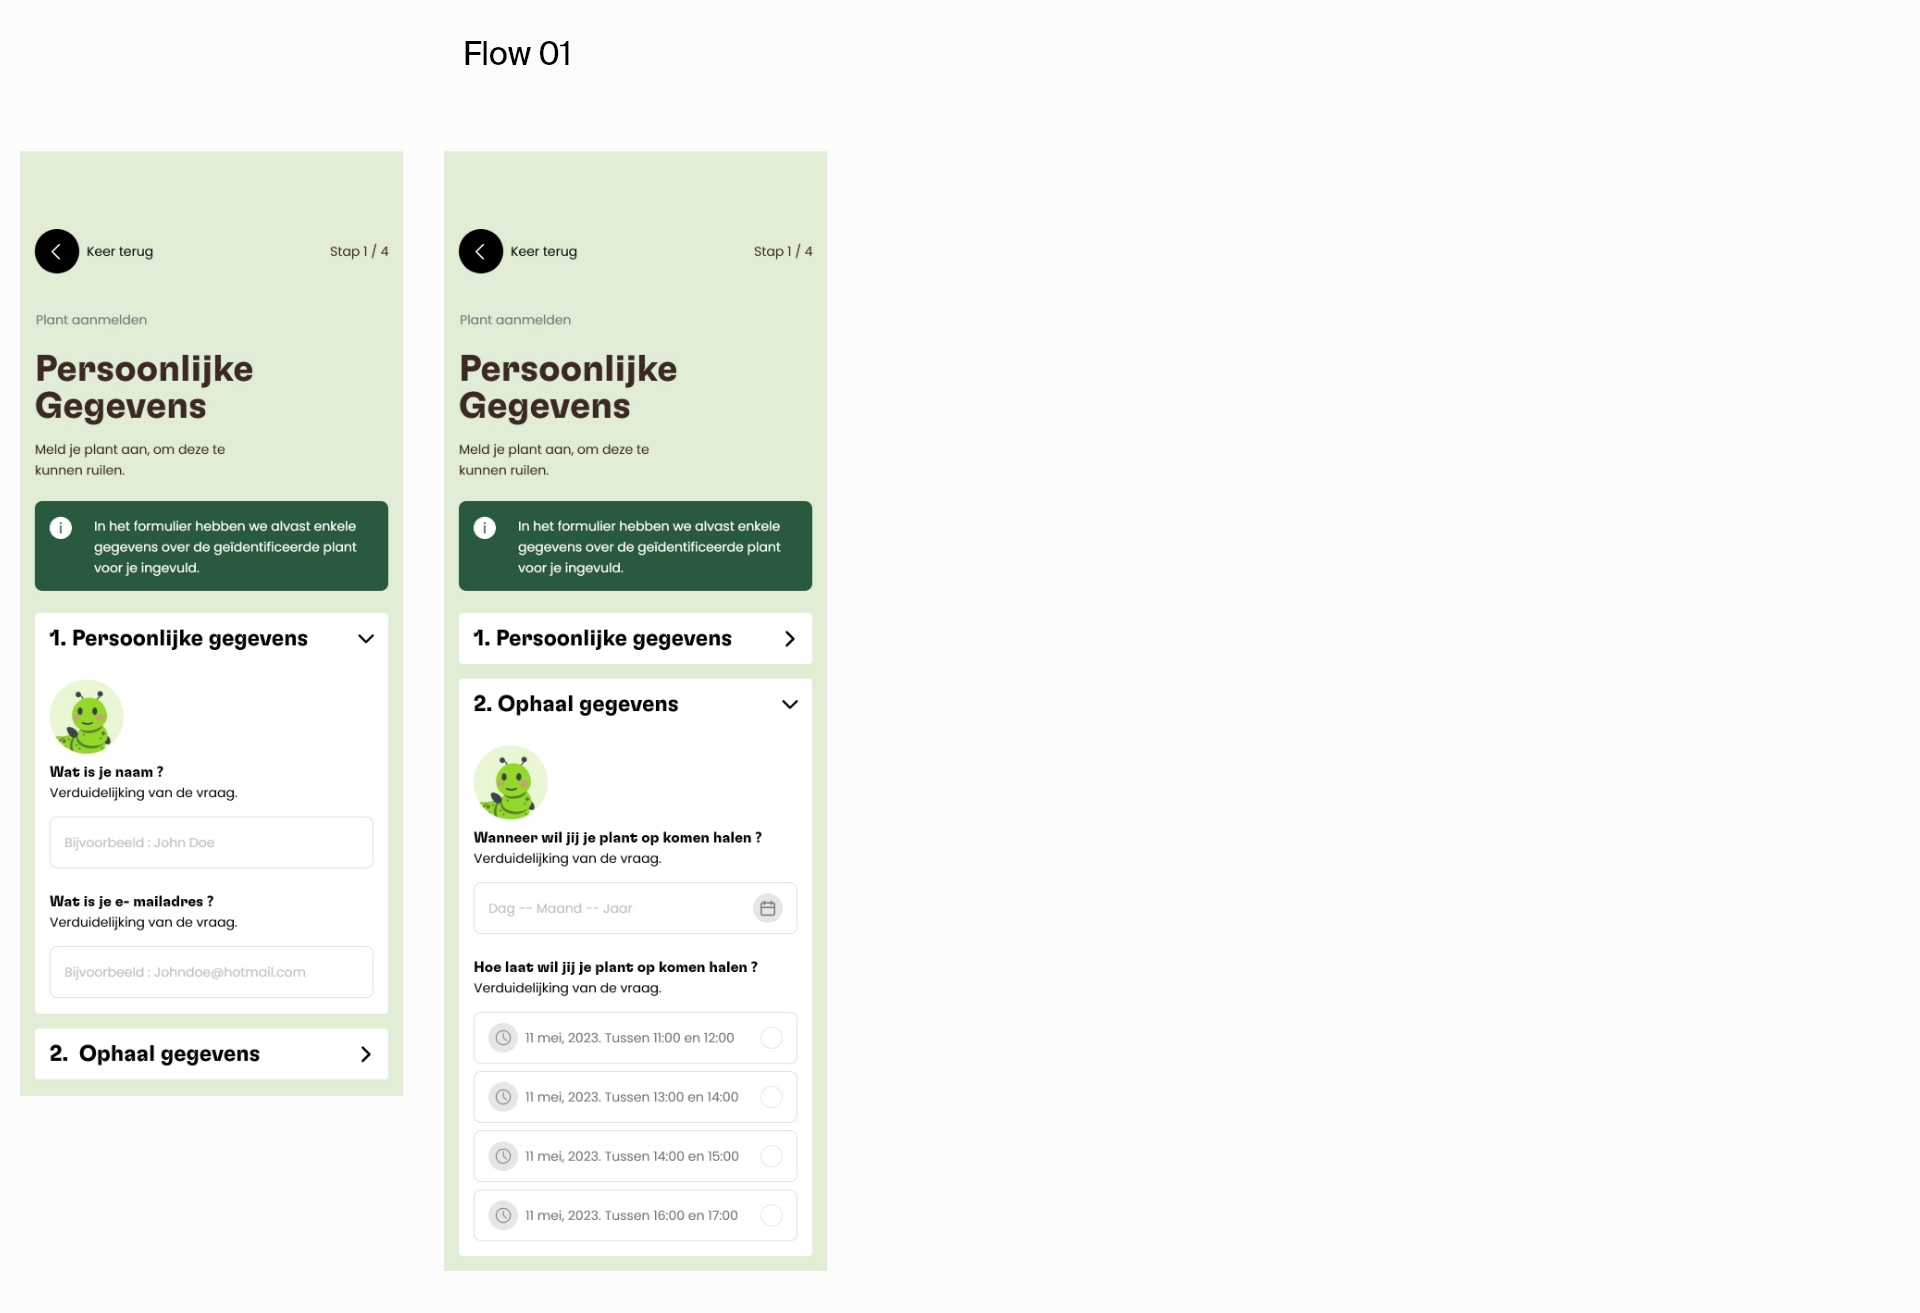 Flow 01
Keer terug
Stap 1 / 4
Plant aanmelden
Persoonlijke
Gegevens
Meld je plant aan, om deze te
kunnen ruilen.
In het formulier hebben we alvast enkele
gegevens over de geïdentificeerde plant
voor je ingevuld.
1. Persoonlijke gegevens
Wat is je naam ?
Verduidelijking van de vraag.
Bijvoorbeeld : John Doe
Wat is je e- mailadres ?
Verduidelijking van de vraag.
Bijvoorbeeld : Johndoe@hotmail.com
2. Ophaal gegevens
Keer terug
Stap 1 / 4
Plant aanmelden
Persoonlijke
Gegevens
Meld je plant aan, om deze te
kunnen ruilen.
In het formulier hebben we alvast enkele
gegevens over de geïdentificeerde plant
voor je ingevuld.
1. Persoonlijke gegevens
2. Ophaal gegevens
Wanneer wil jij je plant op komen halen ?
Verduidelijking van de vraag.
Dag -- Maand -- Jaar
Hoe laat wil jij je plant op komen halen ?
Verduidelijking van de vraag.
11 mei, 2023. Tussen 11:00 en 12:00
11 mei, 2023. Tussen 13:00 en 14:00
11 mei, 2023. Tussen 14:00 en 15:00
11 mei, 2023. Tussen 16:00 en 17:00